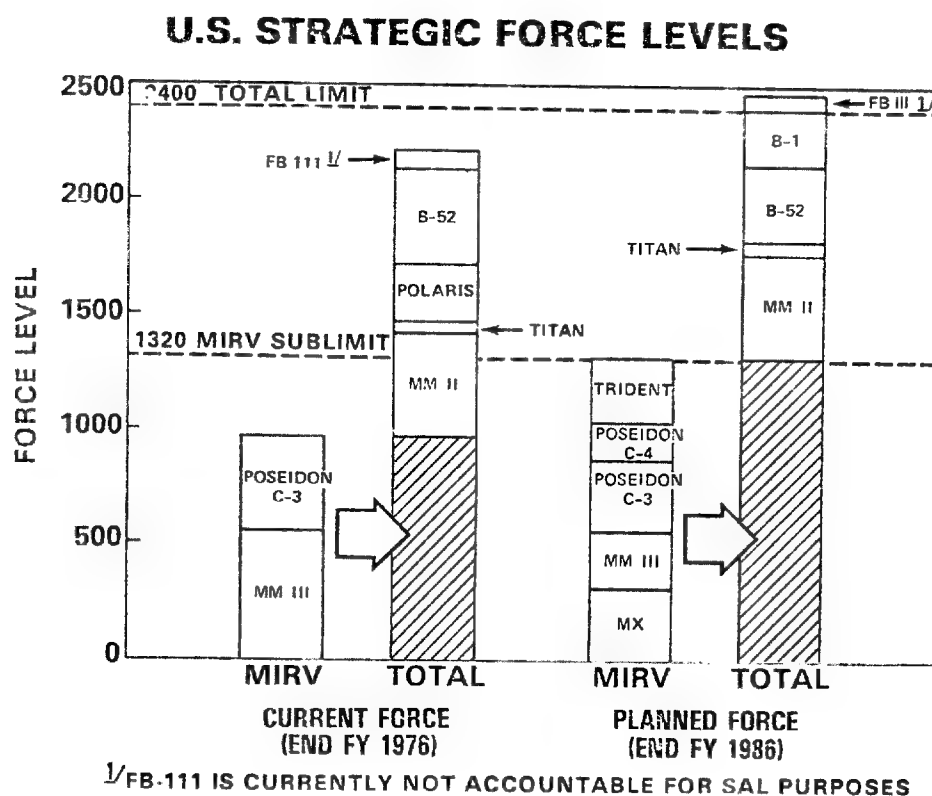 U.S. STRATEGIC FORCE LEVELS
FORCE LEVEL
2500
2000
1500
1000
500
0
2400 TOTAL LIMIT
1320 MIRV SUBLIMIT
FB 111 1/
B-52
POLARIS
TITAN
MM II
POSEIDON
C-3
MM III
FB III 1/
B-1
B-52
TITAN
MM II
TRIDENT
POSEIDON
C-4
POSEIDON
C-3
MM III
MX
MIRV TOTAL MIRV TOTAL
CURRENT FORCE
(END FY 1976)
PLANNED FORCE
(END FY 1986)
1/FB-111 IS CURRENTLY NOT ACCOUNTABLE FOR SAL PURPOSES